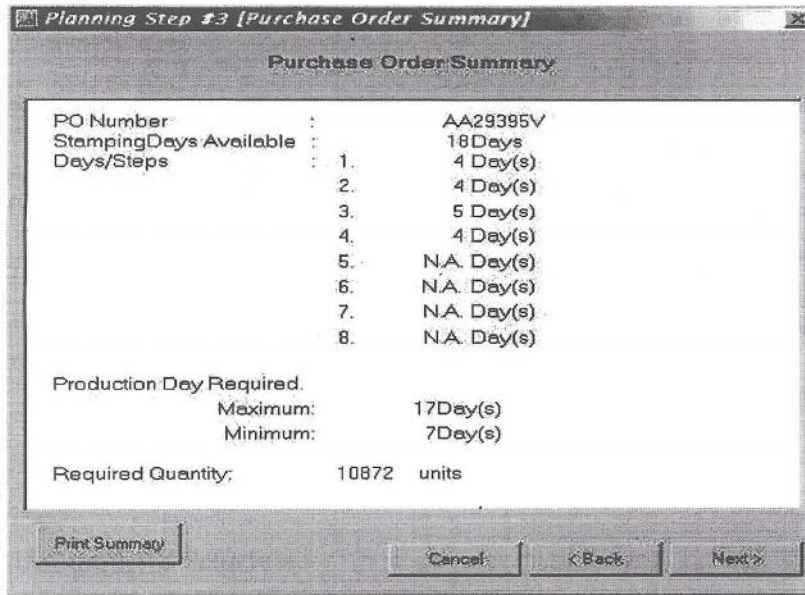 Planning Step #3 [Purchase Order Summary]
Purchase Order Summary
PO Number : AA29385V
StampingDays Available : 18Days
Days/Steps : 1. 4 Day(s)
2. 4 Day(s)
3. 5 Day(s)
4. 4 Day(s)
5. N.A. Day(s)
6. N.A. Day(s)
7. N.A. Day(s)
8. N.A. Day(s)
Production Day Required.
Maximum: 17Day(s)
Minimum: 7Day(s)
Required Quantity: 10872 units
Print Summary
Cancel < Back Next >